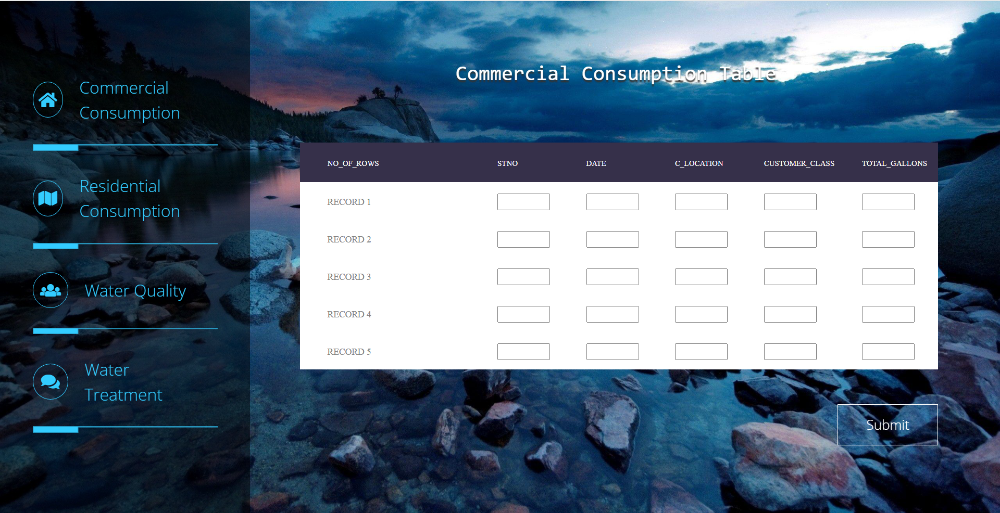 Commercial
Consumption
Residential
Consumption
Water Quality
Water
Treatment
Commercial Consumption Table
NO_OF_ROWS STNO DATE C_LOCATION CUSTOMER_CLASS TOTAL_GALLONS
RECORD 1
RECORD 2
RECORD 3
RECORD 4
RECORD 5
Submit